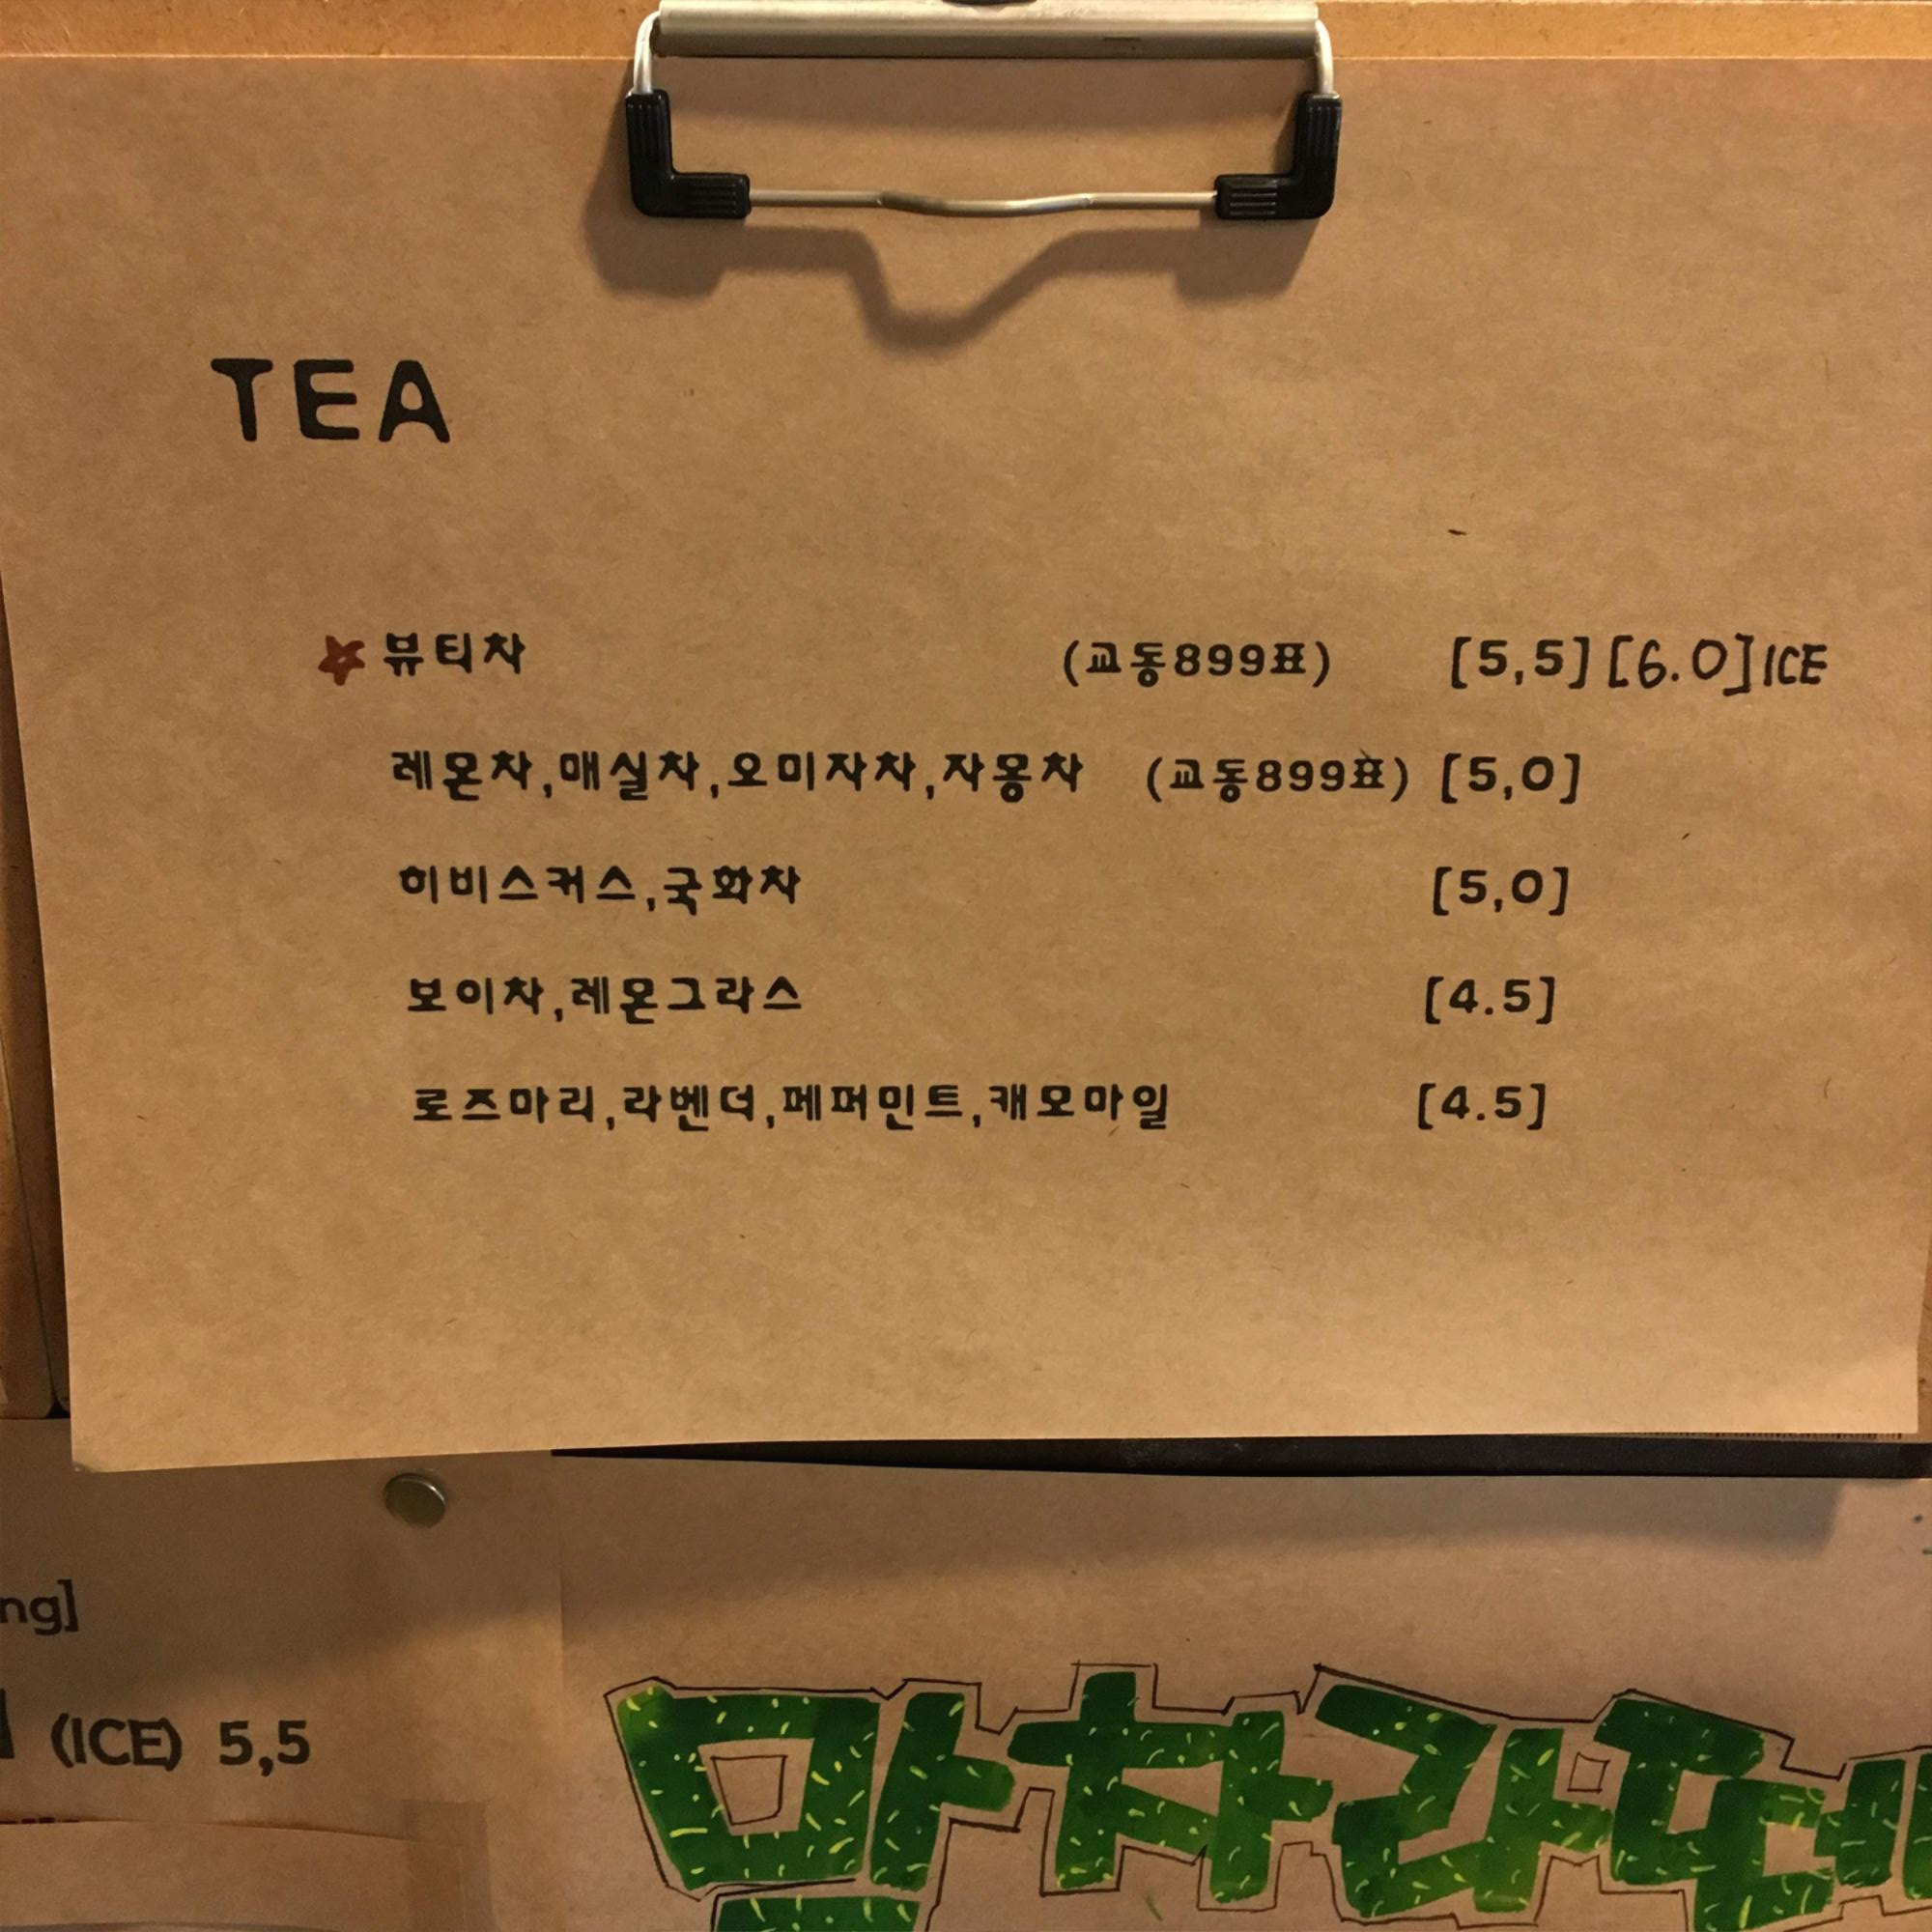 TEA
뷰티차 (교동899표) [5,5] [6.0] ICE
레몬차,매실차,오미자차,자몽차 (교동899표) [5,0]
히비스커스,국화차 [5,0]
보이차,레몬그라스 [4.5]
로즈마리,라벤더,페퍼민트,캐모마일 [4.5]
ng]
(ICE) 5,5
말차라떼